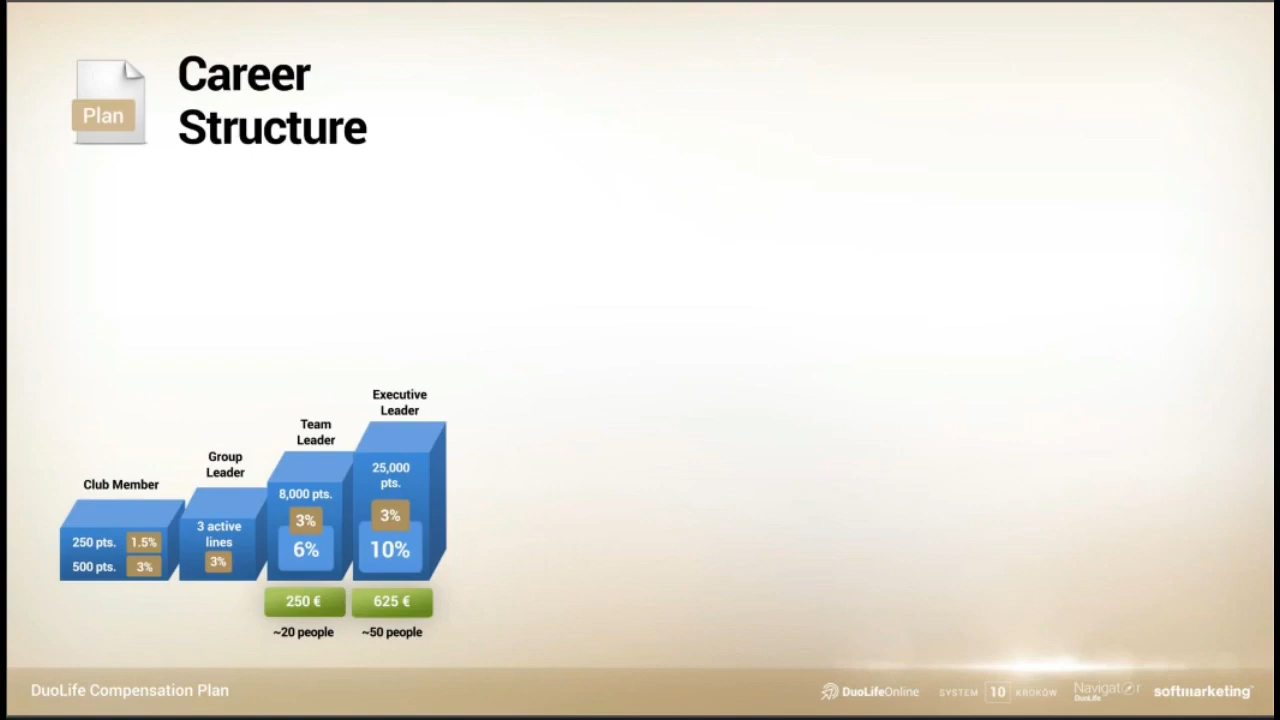 Plan
Career
Structure
Executive
Leader
Team
Leader
Group
Leader
Club Member
25,000
pts.
8,000 pts.
3 active
lines
250 pts. 1.5%
500 pts. 3%
3%
3%
6%
3%
10%
250 €
625 €
~20 people
~50 people
DuoLife Compensation Plan
DuoLifeOnline
SYSTEM 10 KROKÓW
Navigator
DuoLife
softmarketing